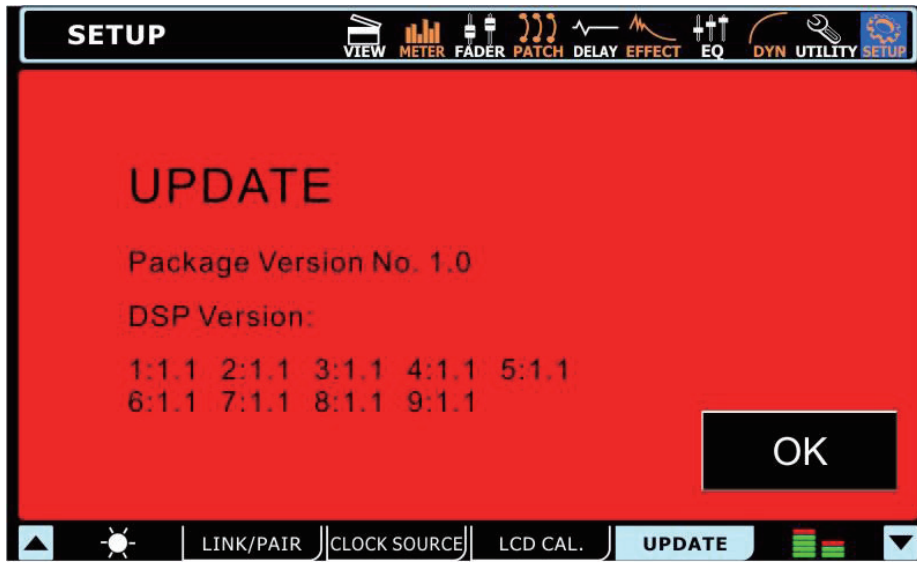 SETUP
VIEW METER FADER PATCH DELAY EFFECT EQ DYN UTILITY SETUP
UPDATE
Package Version No. 1.0
DSP Version:
1:1.1 2:1.1 3:1.1 4:1.1 5:1.1
6:1.1 7:1.1 8:1.1 9:1.1
OK
LINK/PAIR CLOCK SOURCE LCD CAL. UPDATE